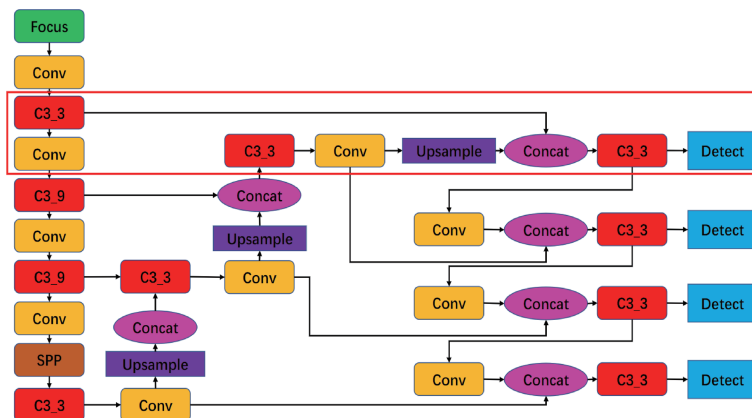 Focus
Conv
C3_3
Conv
C3_3
Conv
Upsample
Concat
C3_3
Detect
C3_9
Concat
Conv
Concat
C3_3
Detect
Conv
Upsample
C3_9
C3_3
Conv
Conv
Concat
C3_3
Detect
Conv
Concat
SPP
Upsample
Conv
Concat
C3_3
Detect
C3_3
Conv